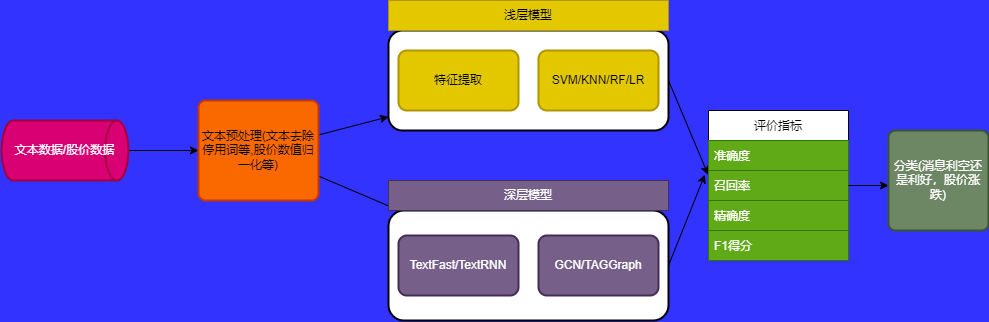 浅层模型
特征提取
SVM/KNN/RF/LR
文本数据/股价数据
文本预处理(文本去除
停用词等,股价数值归
一化等)
深层模型
TextFast/TextRNN
GCN/TAGGraph
评价指标
准确度
召回率
精确度
F1得分
分类(消息利空还
是利好，股价涨
跌)